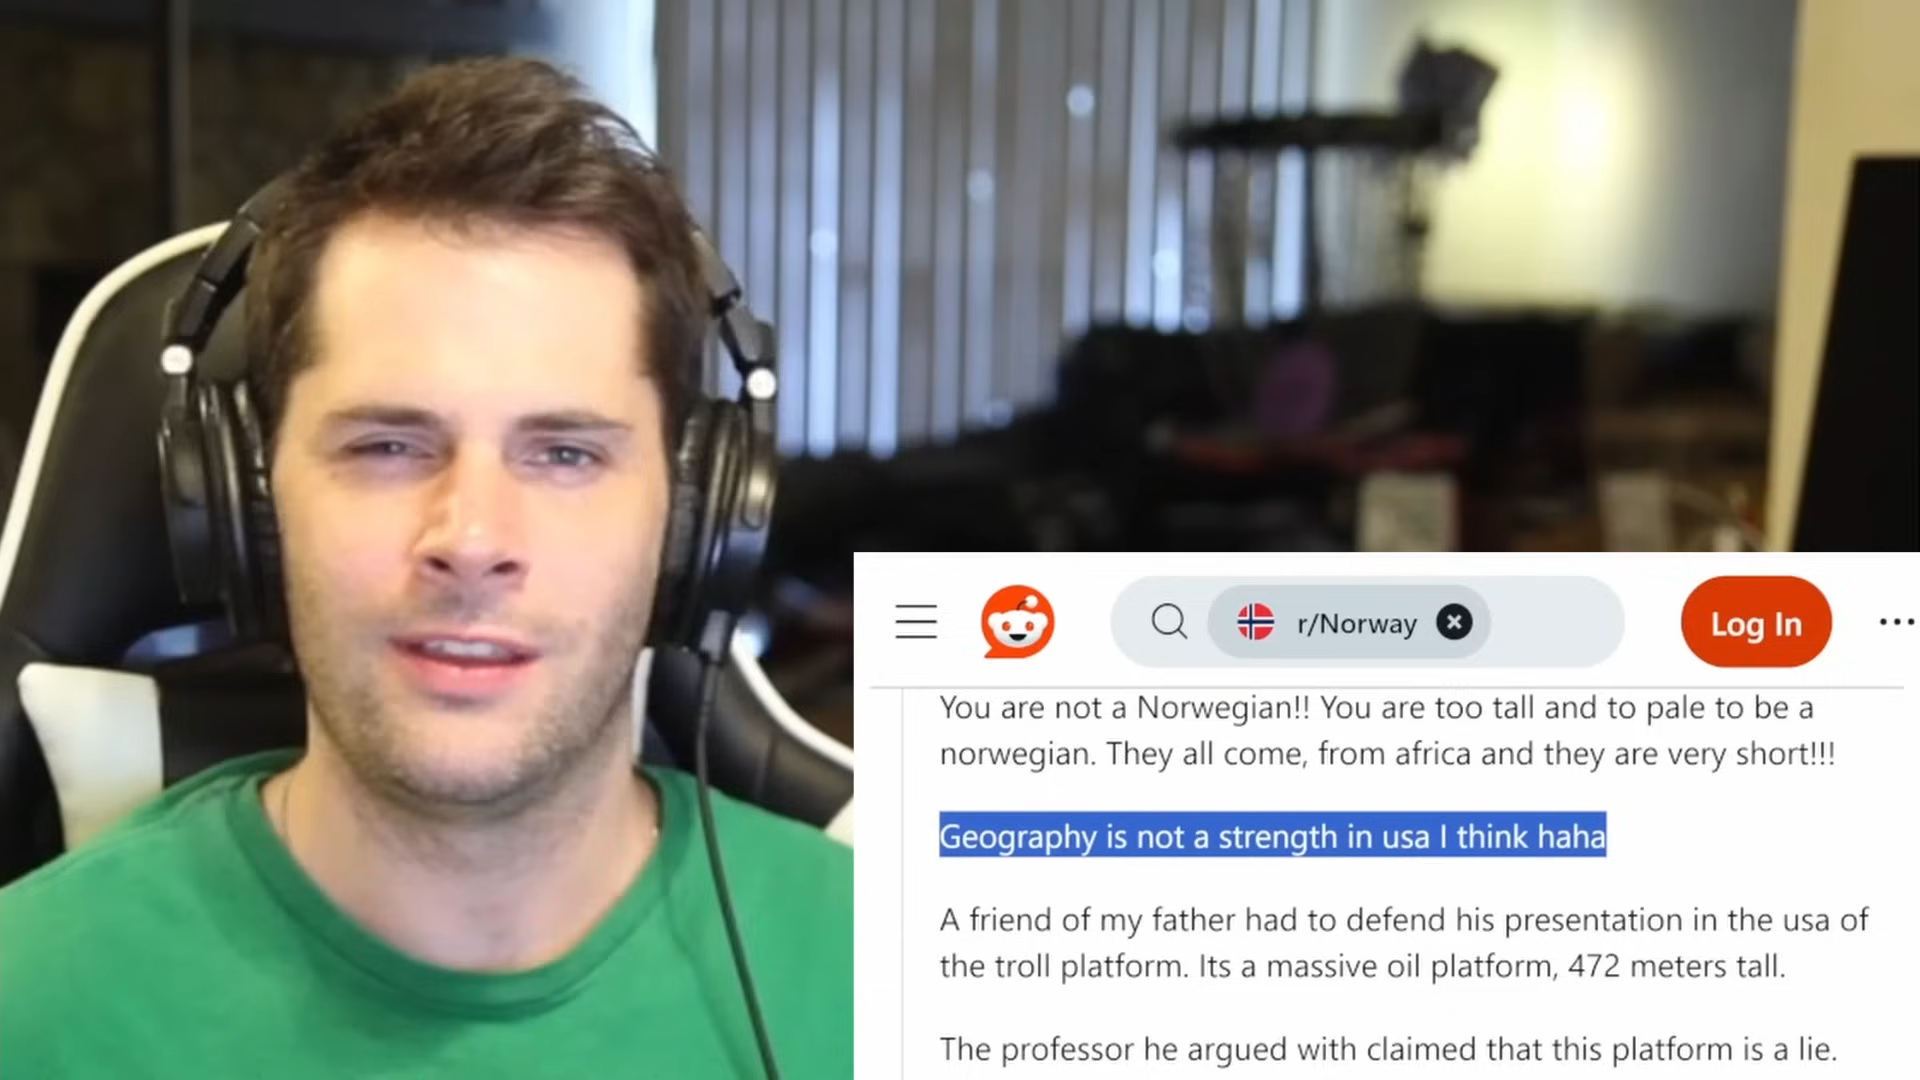 r/Norway
Log In
You are not a Norwegian!! You are too tall and to pale to be a
norwegian. They all come, from africa and they are very short!!!
Geography is not a strength in usa I think haha
A friend of my father had to defend his presentation in the usa of
the troll platform. Its a massive oil platform, 472 meters tall.
The professor he argued with claimed that this platform is a lie.